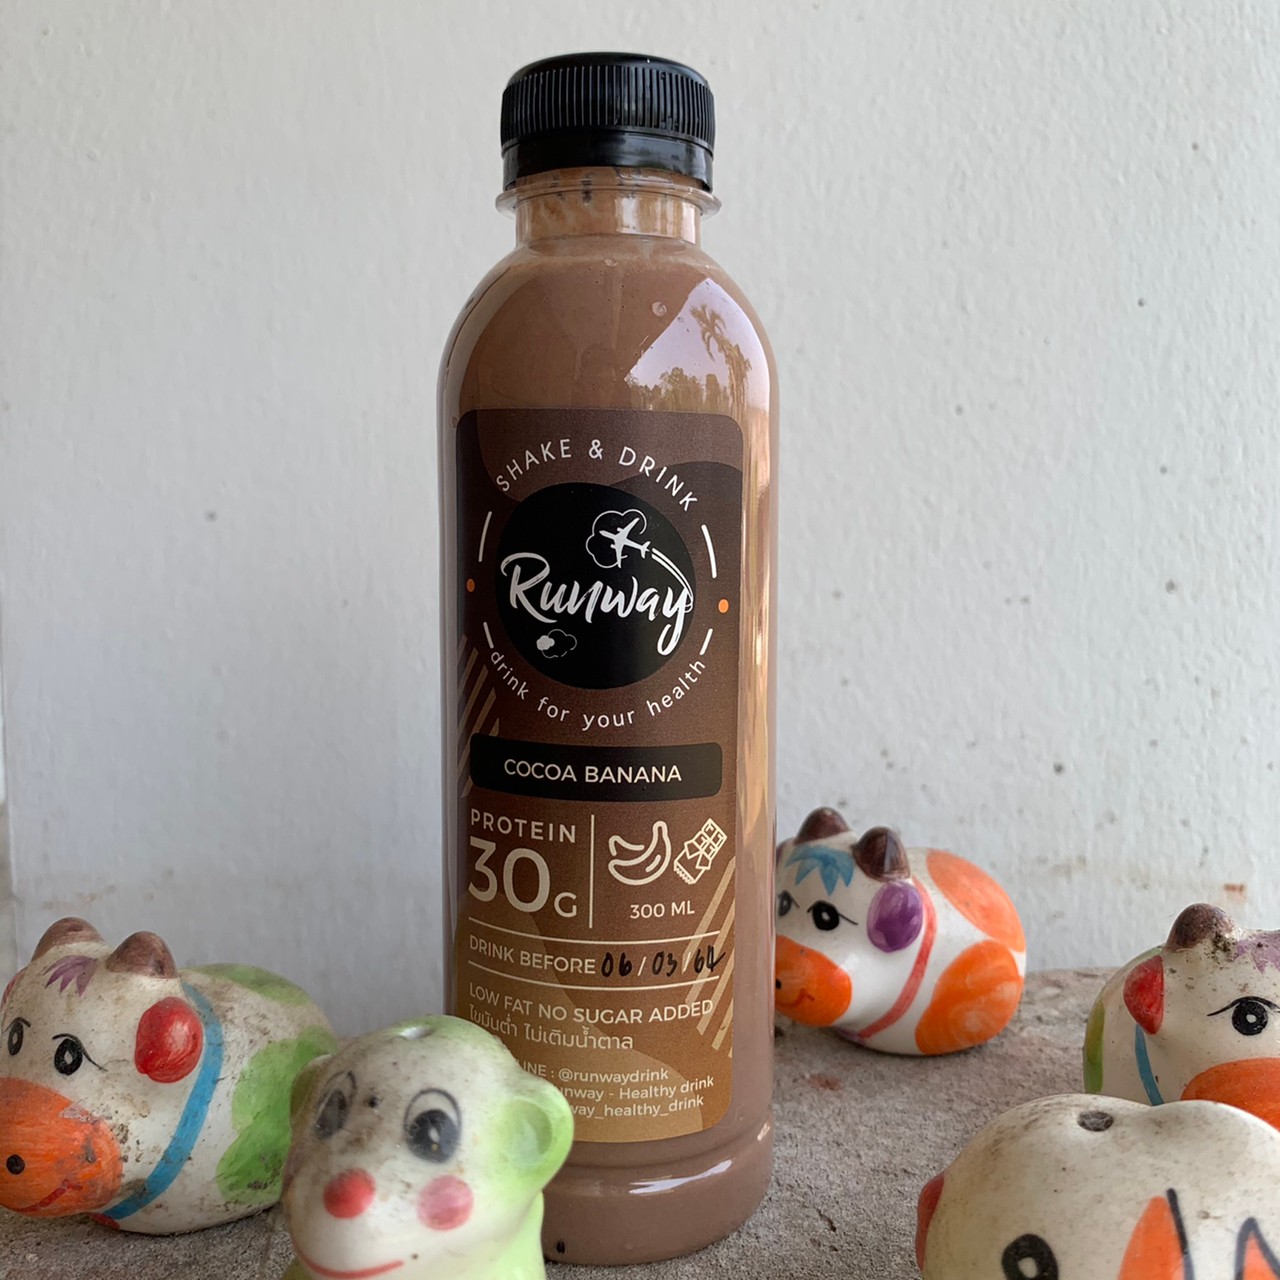 SHAKE & DRINK
Runway
drink for your health
COCOA BANANA
PROTEIN
30G
300 ML
DRINK BEFORE 06/03/64
LOW FAT NO SUGAR ADDED
ไขมันต่ำ ไม่เติมน้ำตาล
LINE : @runwaydrink
Runway - Healthy drink
way_healthy_drink